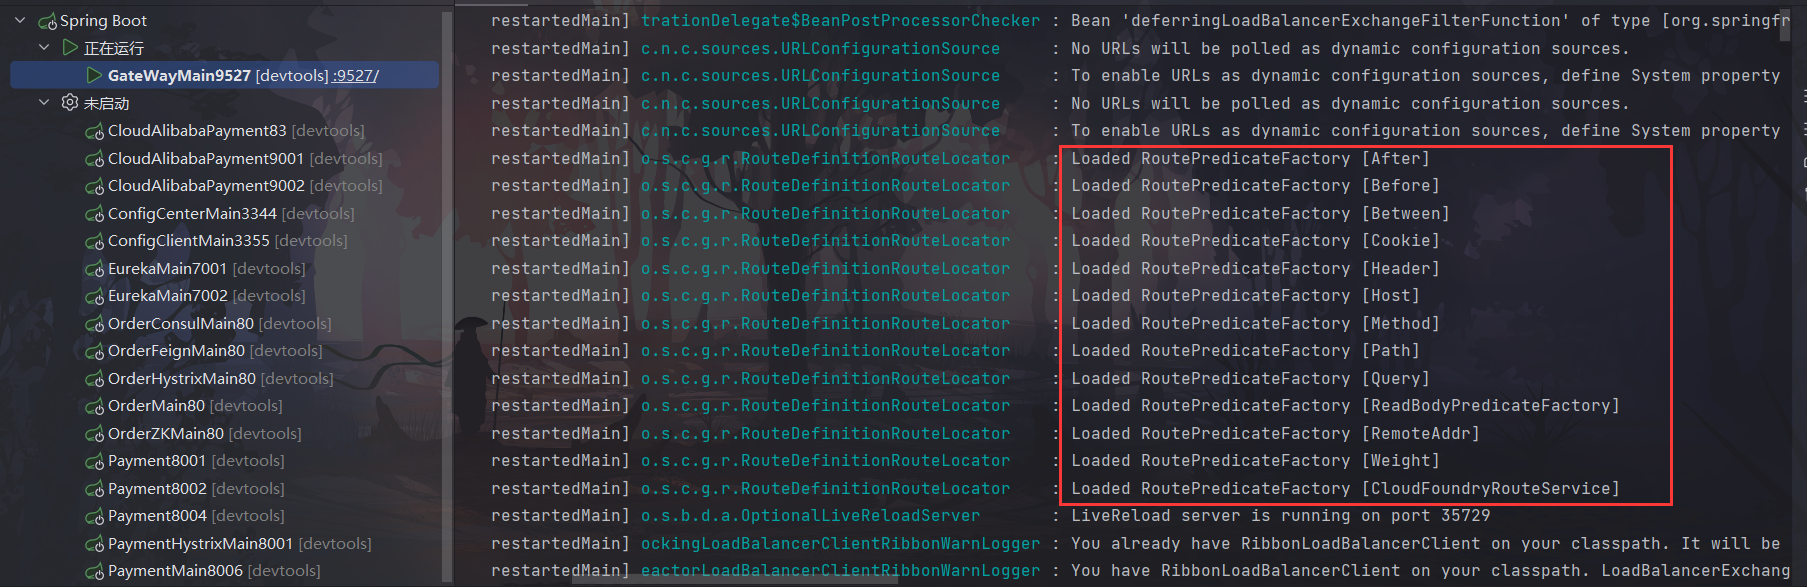 Spring Boot
正在运行
GateWayMain9527 [devtools] :9527/
未启动
CloudAlibabaPayment83 [devtools]
CloudAlibabaPayment9001 [devtools]
CloudAlibabaPayment9002 [devtools]
ConfigCenterMain3344 [devtools]
ConfigClientMain3355 [devtools]
EurekaMain7001 [devtools]
EurekaMain7002 [devtools]
OrderConsulMain80 [devtools]
OrderFeignMain80 [devtools]
OrderHystrixMain80 [devtools]
OrderMain80 [devtools]
OrderZKMain80 [devtools]
Payment8001 [devtools]
Payment8002 [devtools]
Payment8004 [devtools]
PaymentHystrixMain8001 [devtools]
PaymentMain8006 [devtools]
restartedMain] trationDelegate$BeanPostProcessorChecker : Bean 'deferringLoadBalancerExchangeFilterFunction' of type [org.springfr
restartedMain] c.n.c.sources.URLConfigurationSource : No URLs will be polled as dynamic configuration sources.
restartedMain] c.n.c.sources.URLConfigurationSource : To enable URLs as dynamic configuration sources, define System property
restartedMain] c.n.c.sources.URLConfigurationSource : No URLs will be polled as dynamic configuration sources.
restartedMain] c.n.c.sources.URLConfigurationSource : To enable URLs as dynamic configuration sources, define System property
restartedMain] o.s.c.g.r.RouteDefinitionRouteLocator : Loaded RoutePredicateFactory [After]
restartedMain] o.s.c.g.r.RouteDefinitionRouteLocator : Loaded RoutePredicateFactory [Before]
restartedMain] o.s.c.g.r.RouteDefinitionRouteLocator : Loaded RoutePredicateFactory [Between]
restartedMain] o.s.c.g.r.RouteDefinitionRouteLocator : Loaded RoutePredicateFactory [Cookie]
restartedMain] o.s.c.g.r.RouteDefinitionRouteLocator : Loaded RoutePredicateFactory [Header]
restartedMain] o.s.c.g.r.RouteDefinitionRouteLocator : Loaded RoutePredicateFactory [Host]
restartedMain] o.s.c.g.r.RouteDefinitionRouteLocator : Loaded RoutePredicateFactory [Method]
restartedMain] o.s.c.g.r.RouteDefinitionRouteLocator : Loaded RoutePredicateFactory [Path]
restartedMain] o.s.c.g.r.RouteDefinitionRouteLocator : Loaded RoutePredicateFactory [Query]
restartedMain] o.s.c.g.r.RouteDefinitionRouteLocator : Loaded RoutePredicateFactory [ReadBodyPredicateFactory]
restartedMain] o.s.c.g.r.RouteDefinitionRouteLocator : Loaded RoutePredicateFactory [RemoteAddr]
restartedMain] o.s.c.g.r.RouteDefinitionRouteLocator : Loaded RoutePredicateFactory [Weight]
restartedMain] o.s.c.g.r.RouteDefinitionRouteLocator : Loaded RoutePredicateFactory [CloudFoundryRouteService]
restartedMain] o.s.b.d.a.OptionalLiveReloadServer : LiveReload server is running on port 35729
restartedMain] ockingLoadBalancerClientRibbonWarnLogger : You already have RibbonLoadBalancerClient on your classpath. It will be
restartedMain] eactorLoadBalancerClientRibbonWarnLogger : You have RibbonLoadBalancerClient on your classpath. LoadBalancerExchang